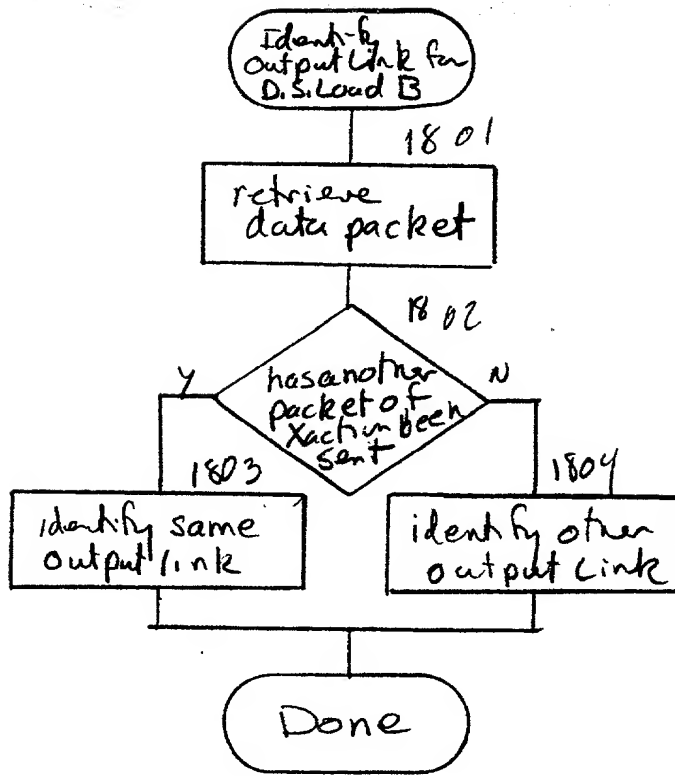 Identify
Output Link for
D.S. Load B
1801
retrieve
data packet
1802
Y
has another
packet of
Xaction been
sent
N
1803
identify same
output link
1804
identify other
output Link
Done